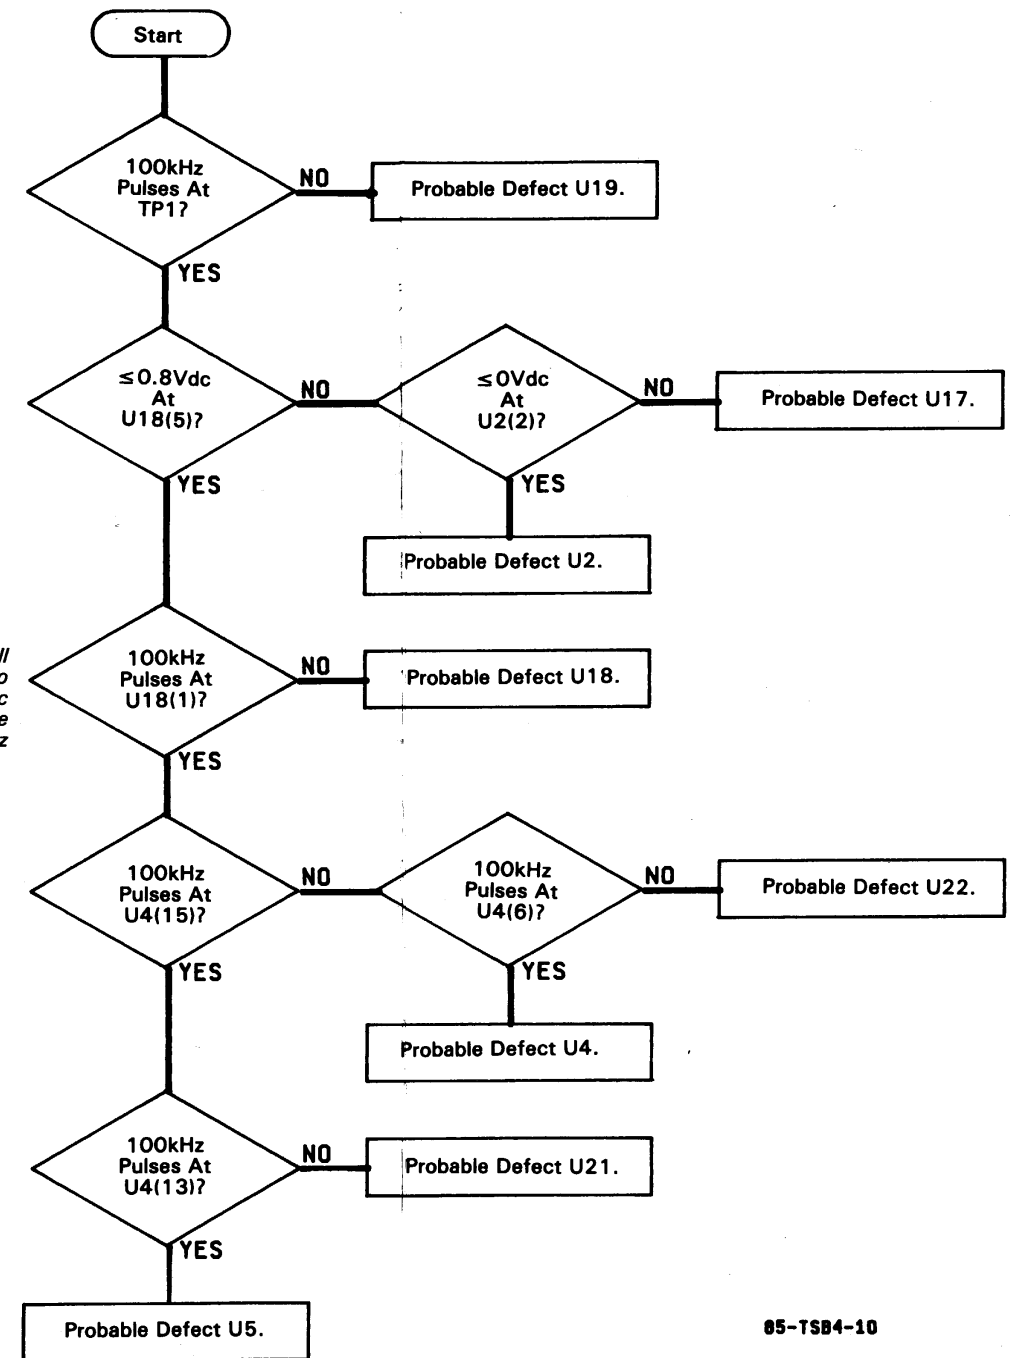 Start
100kHz
Pulses At
TP1?
NO
Probable Defect U19.
YES
≤0.8Vdc
At
U18(5)?
NO
≤0Vdc
At
U2(2)?
NO
Probable Defect U17.
YES
YES
Probable Defect U2.
ll
o
c
e
z
100kHz
Pulses At
U18(1)?
NO
Probable Defect U18.
YES
100kHz
Pulses At
U4(15)?
NO
100kHz
Pulses At
U4(6)?
NO
Probable Defect U22.
YES
YES
Probable Defect U4.
100kHz
Pulses At
U4(13)?
NO
Probable Defect U21.
YES
Probable Defect U5.
85-TSB4-10